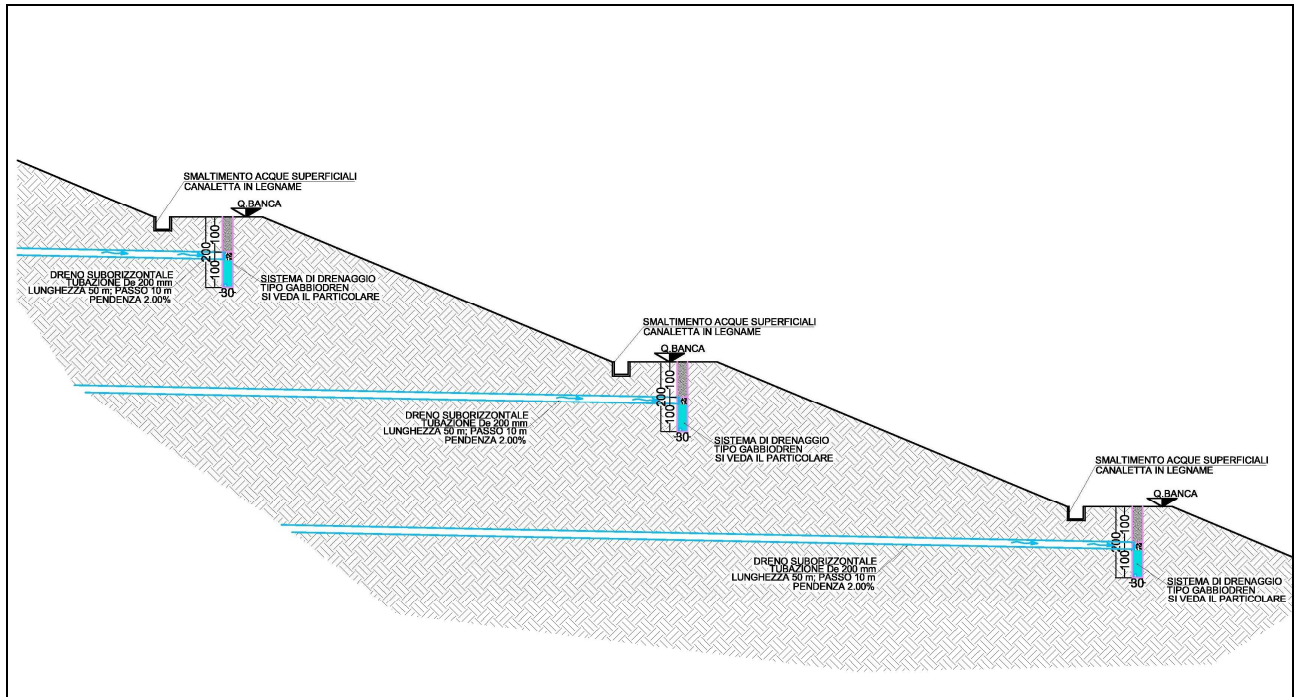 SMALTIMENTO ACQUE SUPERFICIALI
CANALETTA IN LEGNAME
Q.BANCA
100
200
100
30
DRENO SUBORIZZONTALE
TUBAZIONE De 200 mm
LUNGHEZZA 50 m; PASSO 10 m
PENDENZA 2.00%
SISTEMA DI DRENAGGIO
TIPO GABBIODREN
SI VEDA IL PARTICOLARE
SMALTIMENTO ACQUE SUPERFICIALI
CANALETTA IN LEGNAME
Q.BANCA
100
200
100
30
DRENO SUBORIZZONTALE
TUBAZIONE De 200 mm
LUNGHEZZA 50 m; PASSO 10 m
PENDENZA 2.00%
SISTEMA DI DRENAGGIO
TIPO GABBIODREN
SI VEDA IL PARTICOLARE
SMALTIMENTO ACQUE SUPERFICIALI
CANALETTA IN LEGNAME
Q.BANCA
100
200
100
30
DRENO SUBORIZZONTALE
TUBAZIONE De 200 mm
LUNGHEZZA 50 m; PASSO 10 m
PENDENZA 2.00%
SISTEMA DI DRENAGGIO
TIPO GABBIODREN
SI VEDA IL PARTICOLARE